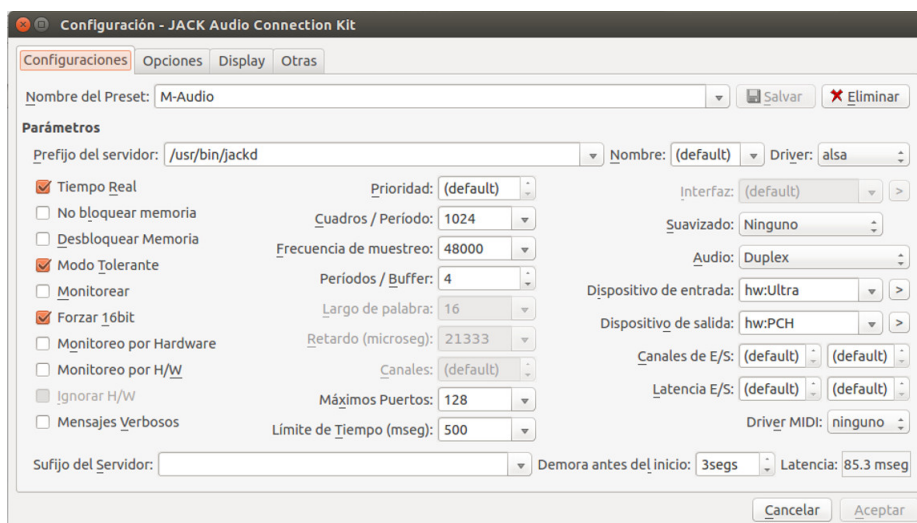 Configuración - JACK Audio Connection Kit
Configuraciones Opciones Display Otras
Nombre del Preset: M-Audio Salvar Eliminar
Parámetros
Prefijo del servidor: /usr/bin/jackd Nombre: (default) Driver: alsa
Tiempo Real Prioridad: (default) Interfaz: (default) >
No bloquear memoria Cuadros / Período: 1024 Suavizado: Ninguno
Desbloquear Memoria Frecuencia de muestreo: 48000 Audio: Duplex
Modo Tolerante Períodos / Buffer: 4 Dispositivo de entrada: hw:Ultra >
Monitorear Largo de palabra: 16 Dispositivo de salida: hw:PCH >
Forzar 16bit Retardo (microseg): 21333 Canales de E/S: (default) (default)
Monitoreo por Hardware Canales: (default) Latencia E/S: (default) (default)
Monitoreo por H/W Máximos Puertos: 128 Driver MIDI: ninguno
Ignorar H/W Límite de Tiempo (mseg): 500
Mensajes Verbosos
Sufijo del Servidor: Demora antes del inicio: 3segs Latencia: 85.3 mseg
Cancelar Aceptar